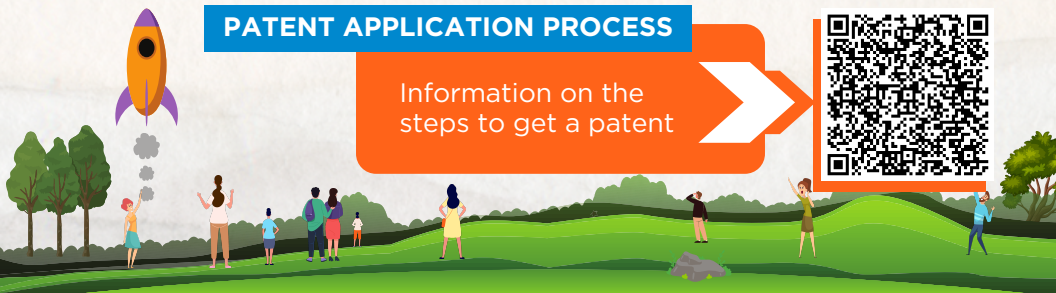 PATENT APPLICATION PROCESS
Information on the
steps to get a patent